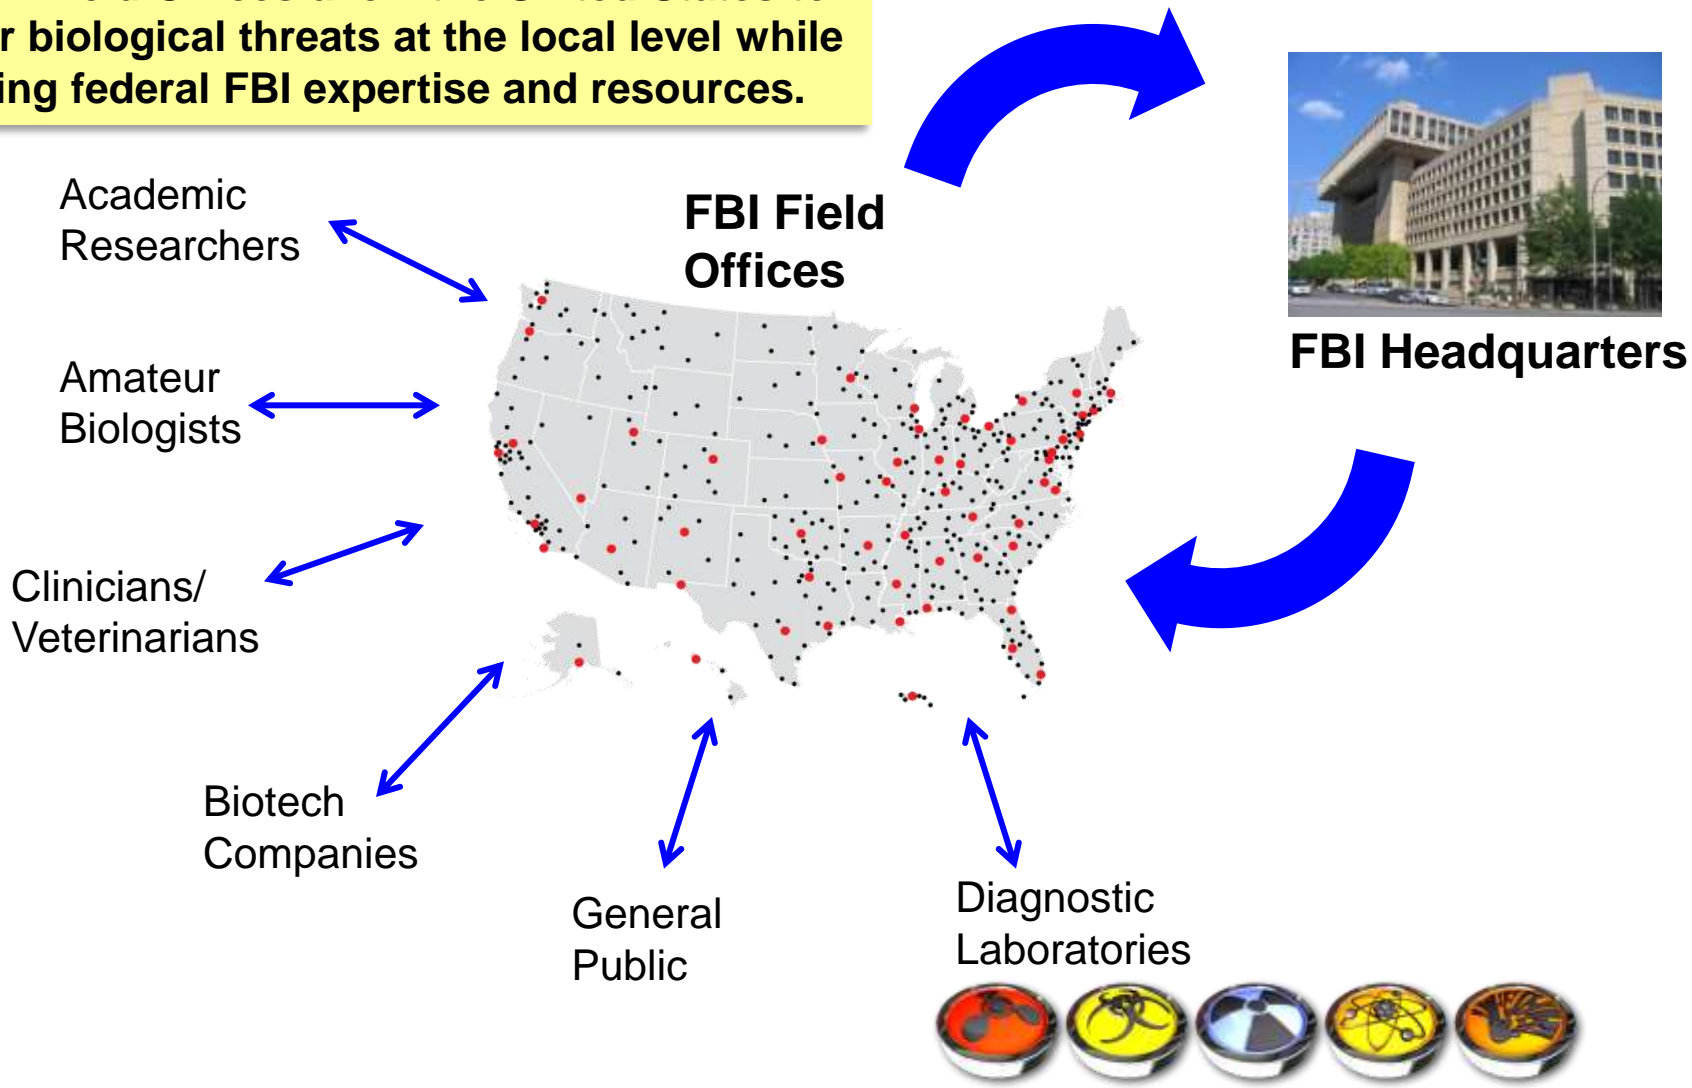 r biological threats at the local level while
ing federal FBI expertise and resources.
Academic
Researchers
FBI Field
Offices
FBI Headquarters
Amateur
Biologists
Clinicians/
Veterinarians
Biotech
Companies
General
Public
Diagnostic
Laboratories